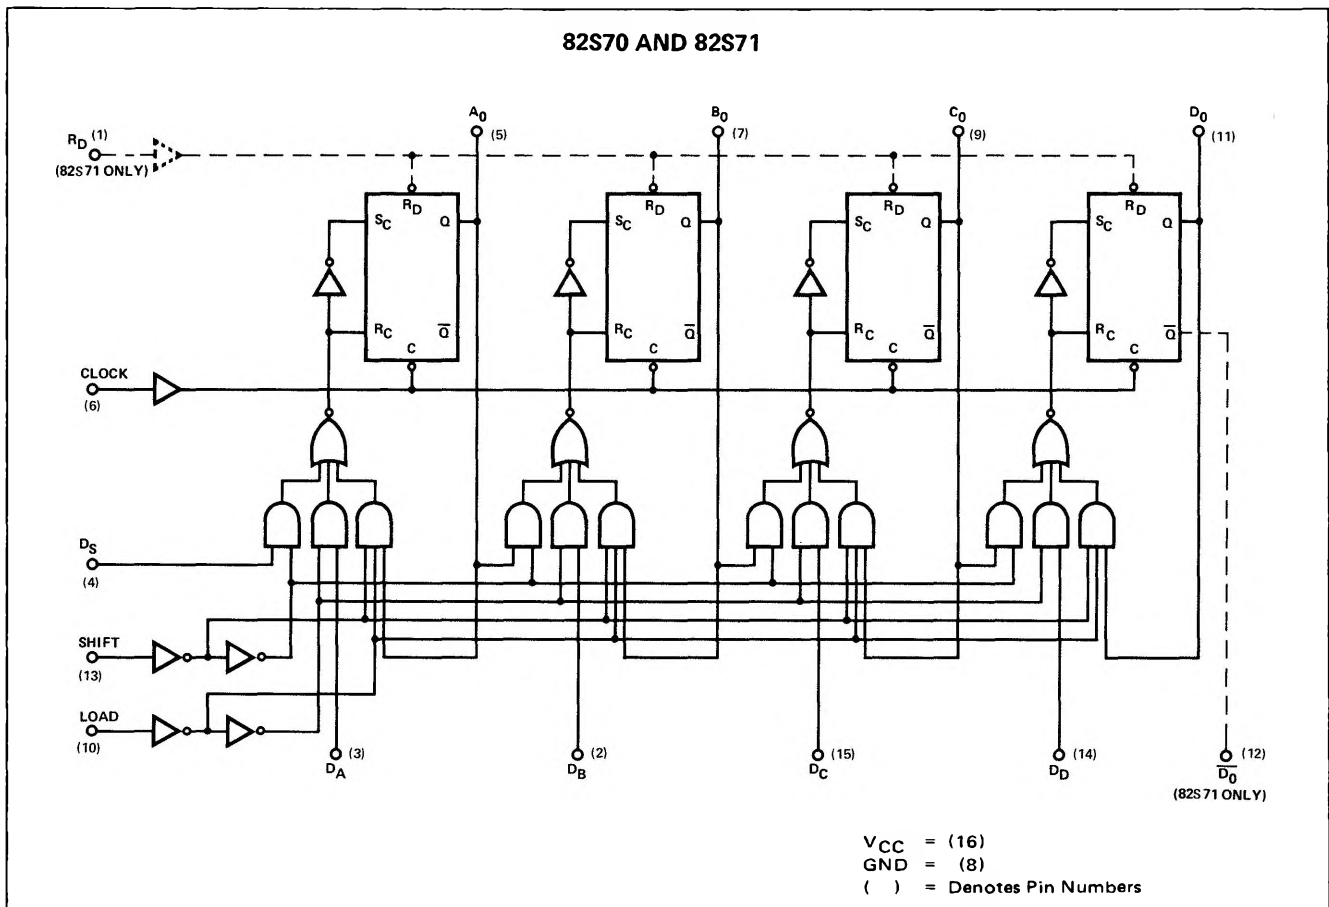 82S70 AND 82S71
A0 (5)
B0 (7)
C0 (9)
D0 (11)
RD (1)
(82S71 ONLY)
RD
SC Q
RC Q̅
C
RD
SC Q
RC Q̅
C
RD
SC Q
RC Q̅
C
RD
SC Q
RC Q̅
C
CLOCK
(6)
DS
(4)
SHIFT
(13)
LOAD
(10)
DA (3)
DB (2)
DC (15)
DD (14)
D̅0̅ (12)
(82S71 ONLY)
VCC = (16)
GND = (8)
( ) = Denotes Pin Numbers